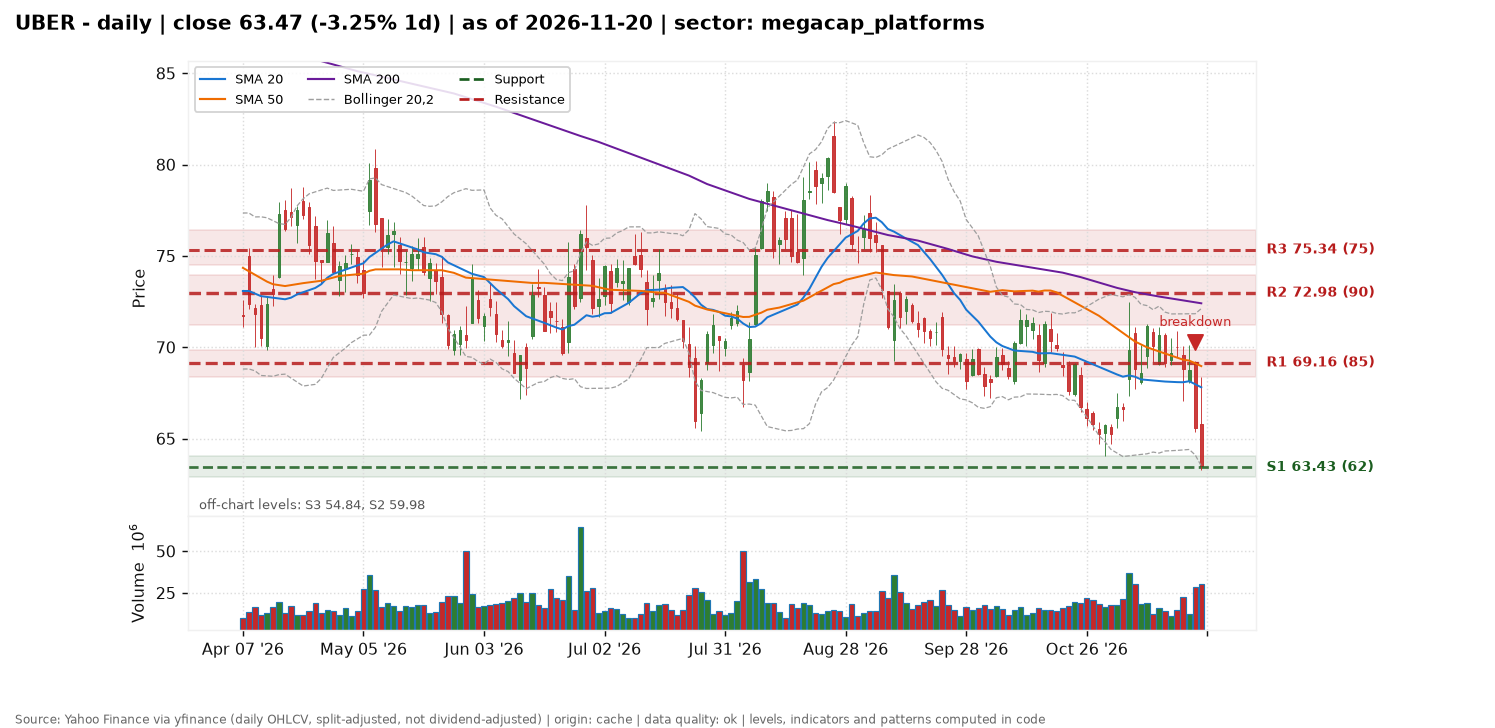 UBER - daily | close 63.47 (-3.25% 1d) | as of 2026-11-20 | sector: megacap_platforms
SMA 20
SMA 50
SMA 200
Bollinger 20,2
Support
Resistance
Price
85
80
75
70
65
breakdown
R3 75.34 (75)
R2 72.98 (90)
R1 69.16 (85)
S1 63.43 (62)
off-chart levels: S3 54.84, S2 59.98
Volume 10⁶
50
25
Apr 07 '26
May 05 '26
Jun 03 '26
Jul 02 '26
Jul 31 '26
Aug 28 '26
Sep 28 '26
Oct 26 '26
Source: Yahoo Finance via yfinance (daily OHLCV, split-adjusted, not dividend-adjusted) | origin: cache | data quality: ok | levels, indicators and patterns computed in code